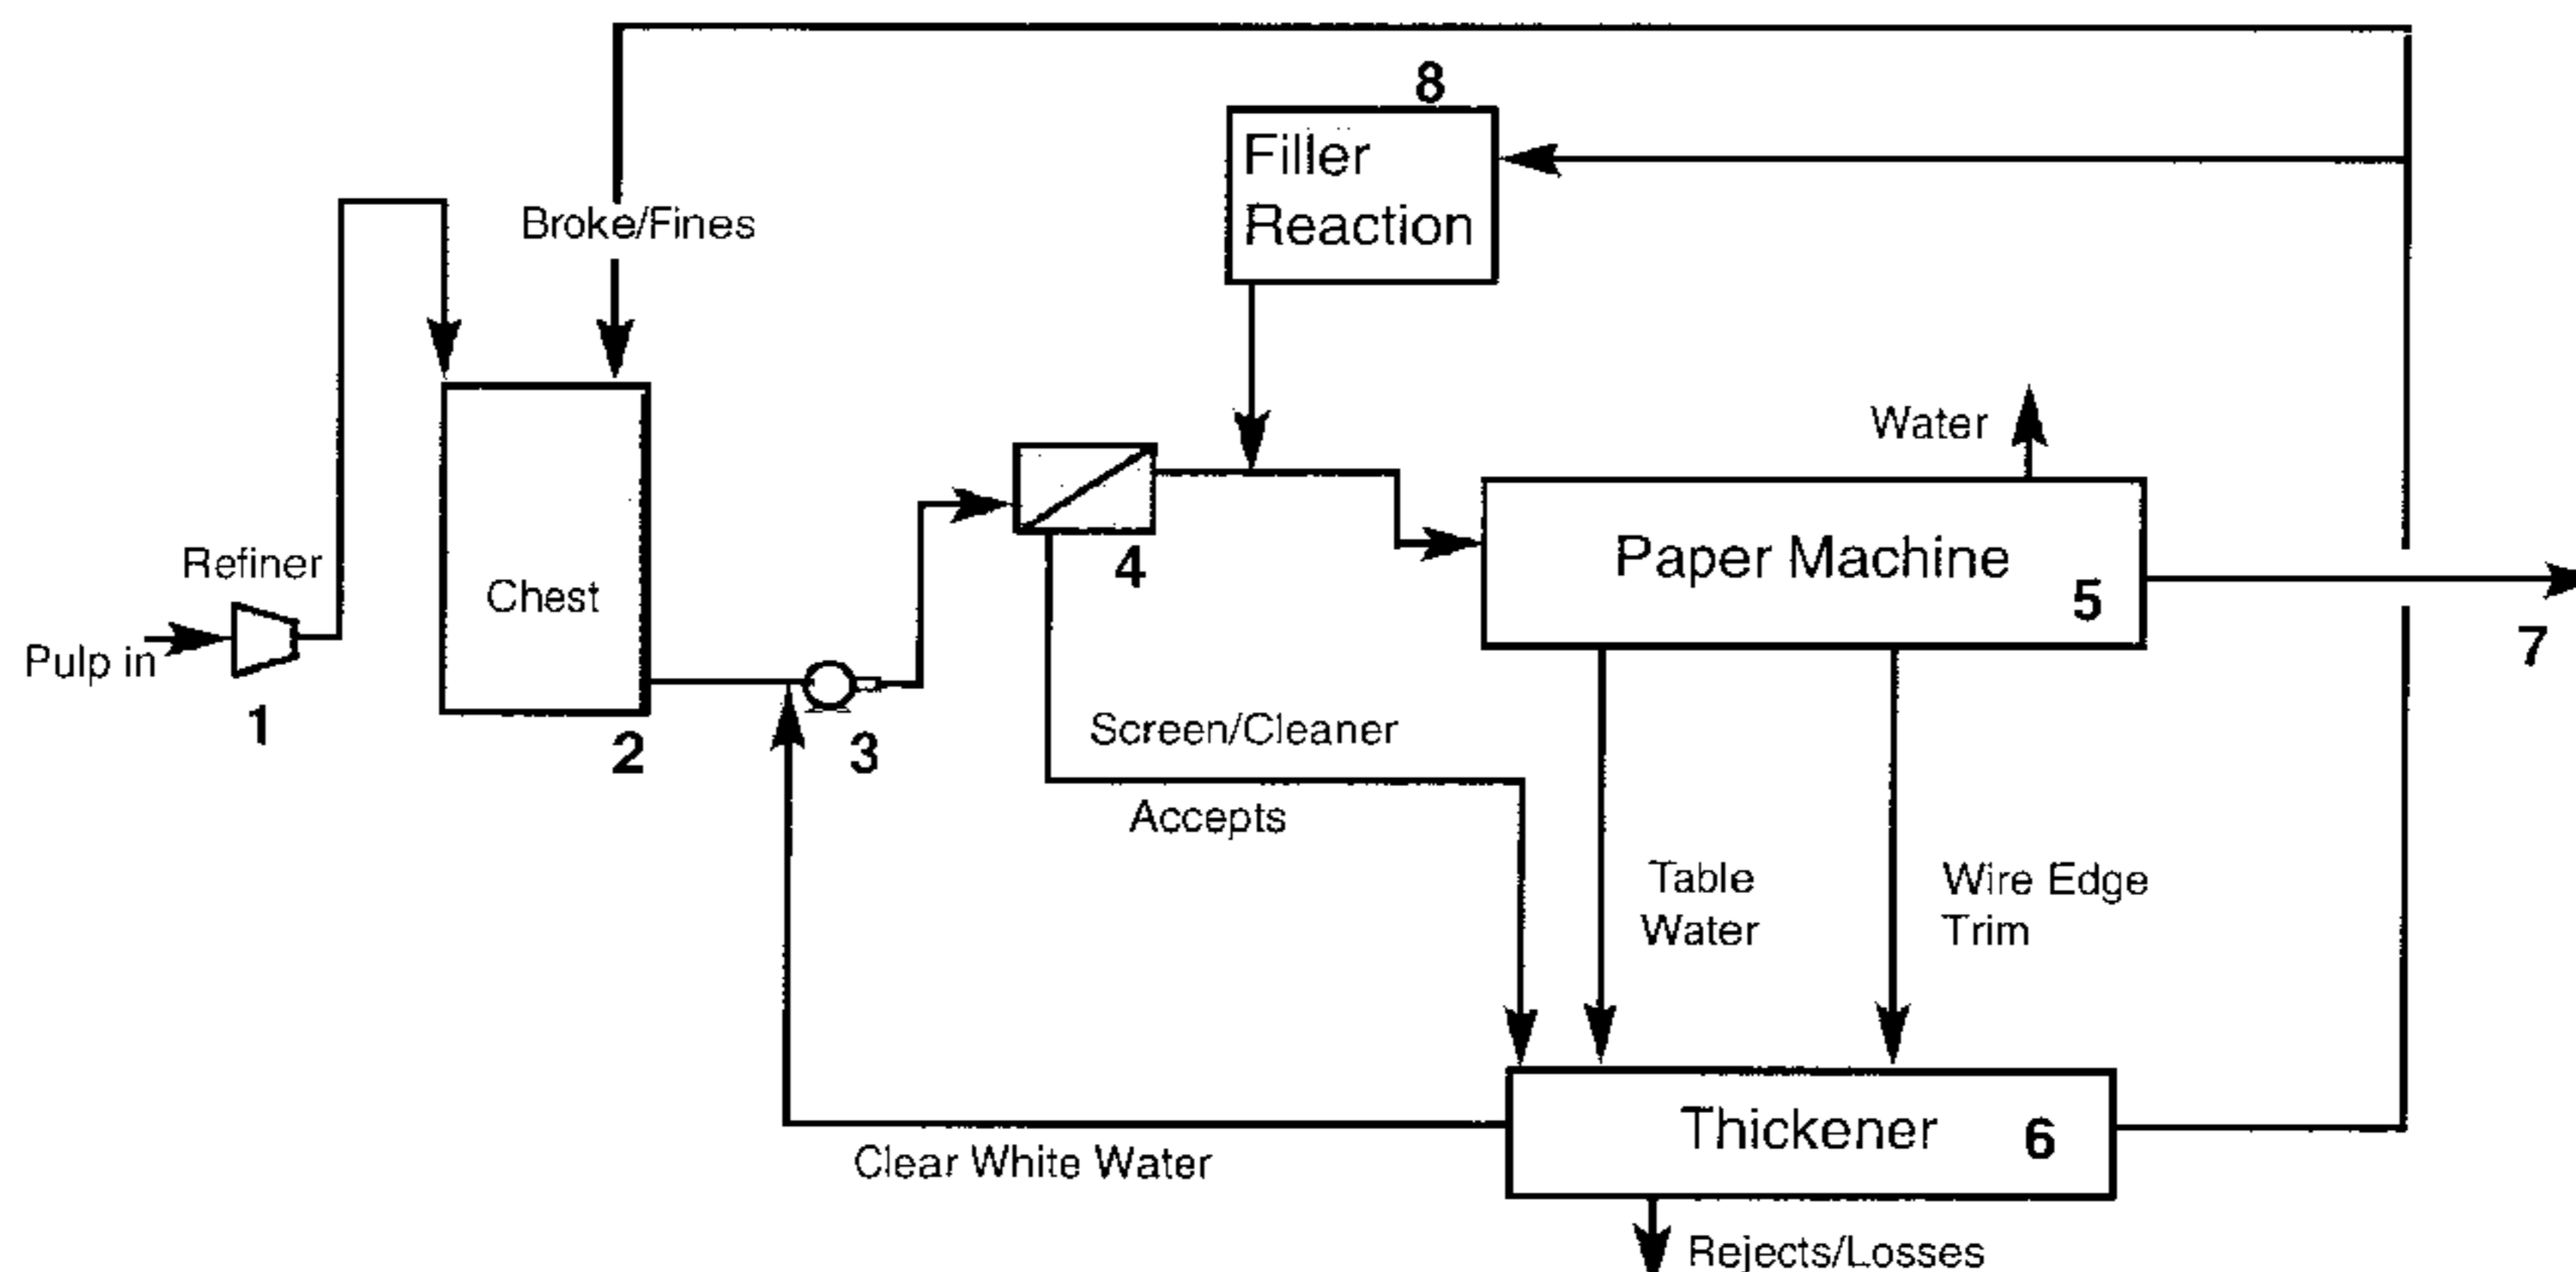 8
Filler
Reaction
Broke/Fines
Water
Refiner
Chest
4
Paper Machine
5
Pulp in
1
2
3
7
Screen/Cleaner
Accepts
Table
Water
Wire Edge
Trim
Clear White Water
Thickener
6
Rejects/Losses